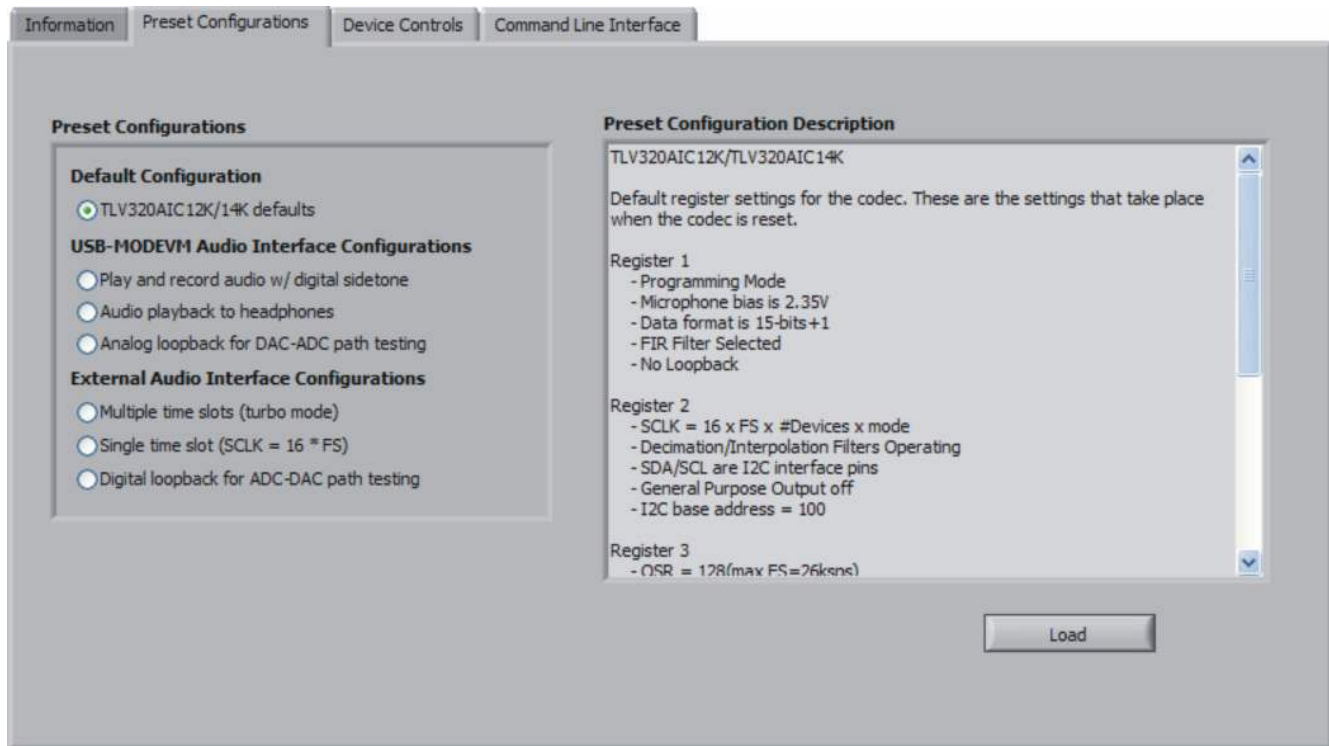 Information
Preset Configurations
Device Controls
Command Line Interface
Preset Configurations
Default Configuration
TLV320AIC12K/14K defaults
USB-MODEVM Audio Interface Configurations
Play and record audio w/ digital sidetone
Audio playback to headphones
Analog loopback for DAC-ADC path testing
External Audio Interface Configurations
Multiple time slots (turbo mode)
Single time slot (SCLK = 16 * FS)
Digital loopback for ADC-DAC path testing
Preset Configuration Description
TLV320AIC12K/TLV320AIC14K
Default register settings for the codec. These are the settings that take place
when the codec is reset.
Register 1
- Programming Mode
- Microphone bias is 2.35V
- Data format is 15-bits+1
- FIR Filter Selected
- No Loopback
Register 2
- SCLK = 16 x FS x #Devices x mode
- Decimation/Interpolation Filters Operating
- SDA/SCL are I2C interface pins
- General Purpose Output off
- I2C base address = 100
Register 3
- OSR = 128(max FS=26ksps)
Load